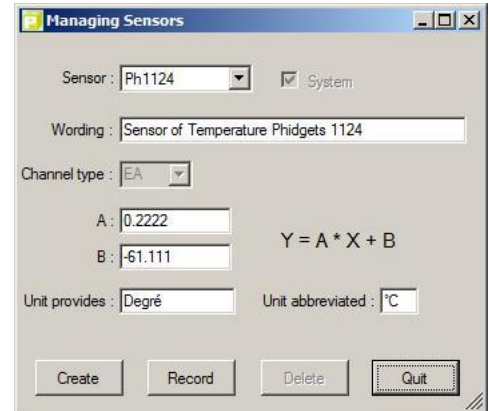 Managing Sensors
Sensor : Ph1124 System
Wording : Sensor of Temperature Phidgets 1124
Channel type : EA
A : 0.2222
Y = A * X + B
B : -61.111
Unit provides : Degré Unit abbreviated : °C
Create Record Delete Quit